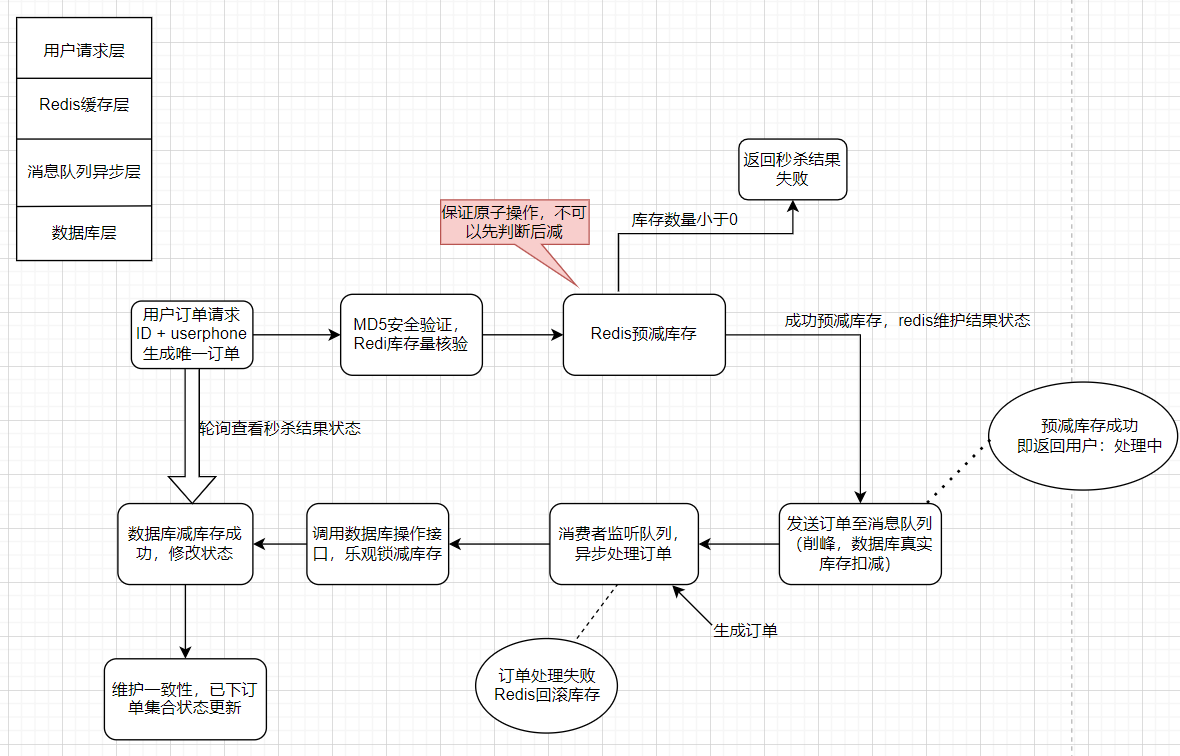 用户请求层
Redis缓存层
消息队列异步层
数据库层
返回秒杀结果
失败
保证原子操作，不可
以先判断后减
库存数量小于0
用户订单请求
ID + userphone
生成唯一订单
MD5安全验证，
Redi库存量核验
Redis预减库存
成功预减库存，redis维护结果状态
轮询查看秒杀结果状态
预减库存成功
即返回用户：处理中
数据库减库存成
功，修改状态
调用数据库操作接
口，乐观锁减库存
消费者监听队列，
异步处理订单
发送订单至消息队列
（削峰，数据库真实
库存扣减）
生成订单
订单处理失败
Redis回滚库存
维护一致性，已下订
单集合状态更新